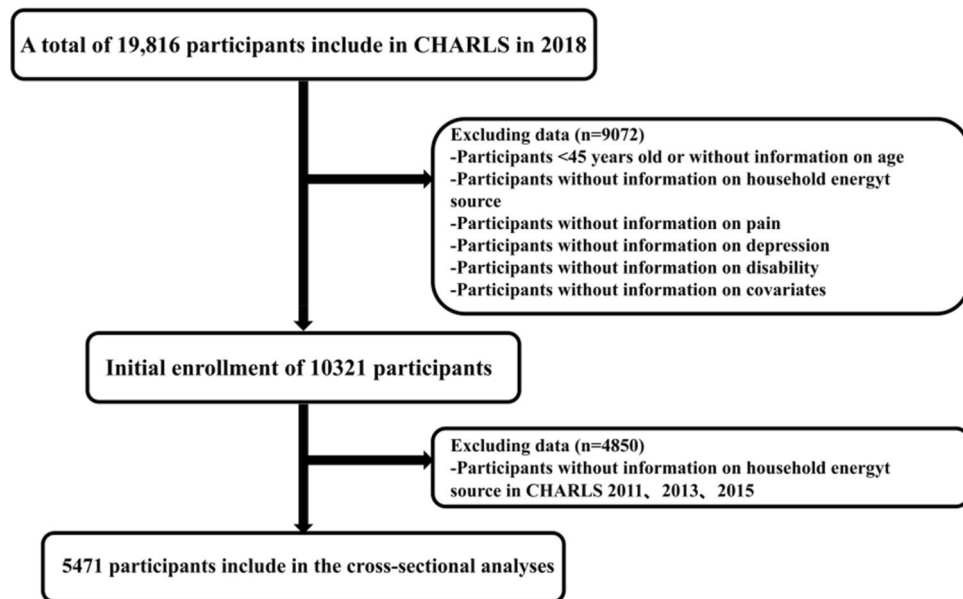 A total of 19,816 participants include in CHARLS in 2018
Excluding data (n=9072)
-Participants <45 years old or without information on age
-Participants without information on household energyt
source
-Participants without information on pain
-Participants without information on depression
-Participants without information on disability
-Participants without information on covariates
Initial enrollment of 10321 participants
Excluding data (n=4850)
-Participants without information on household energyt
source in CHARLS 2011、2013、2015
5471 participants include in the cross-sectional analyses